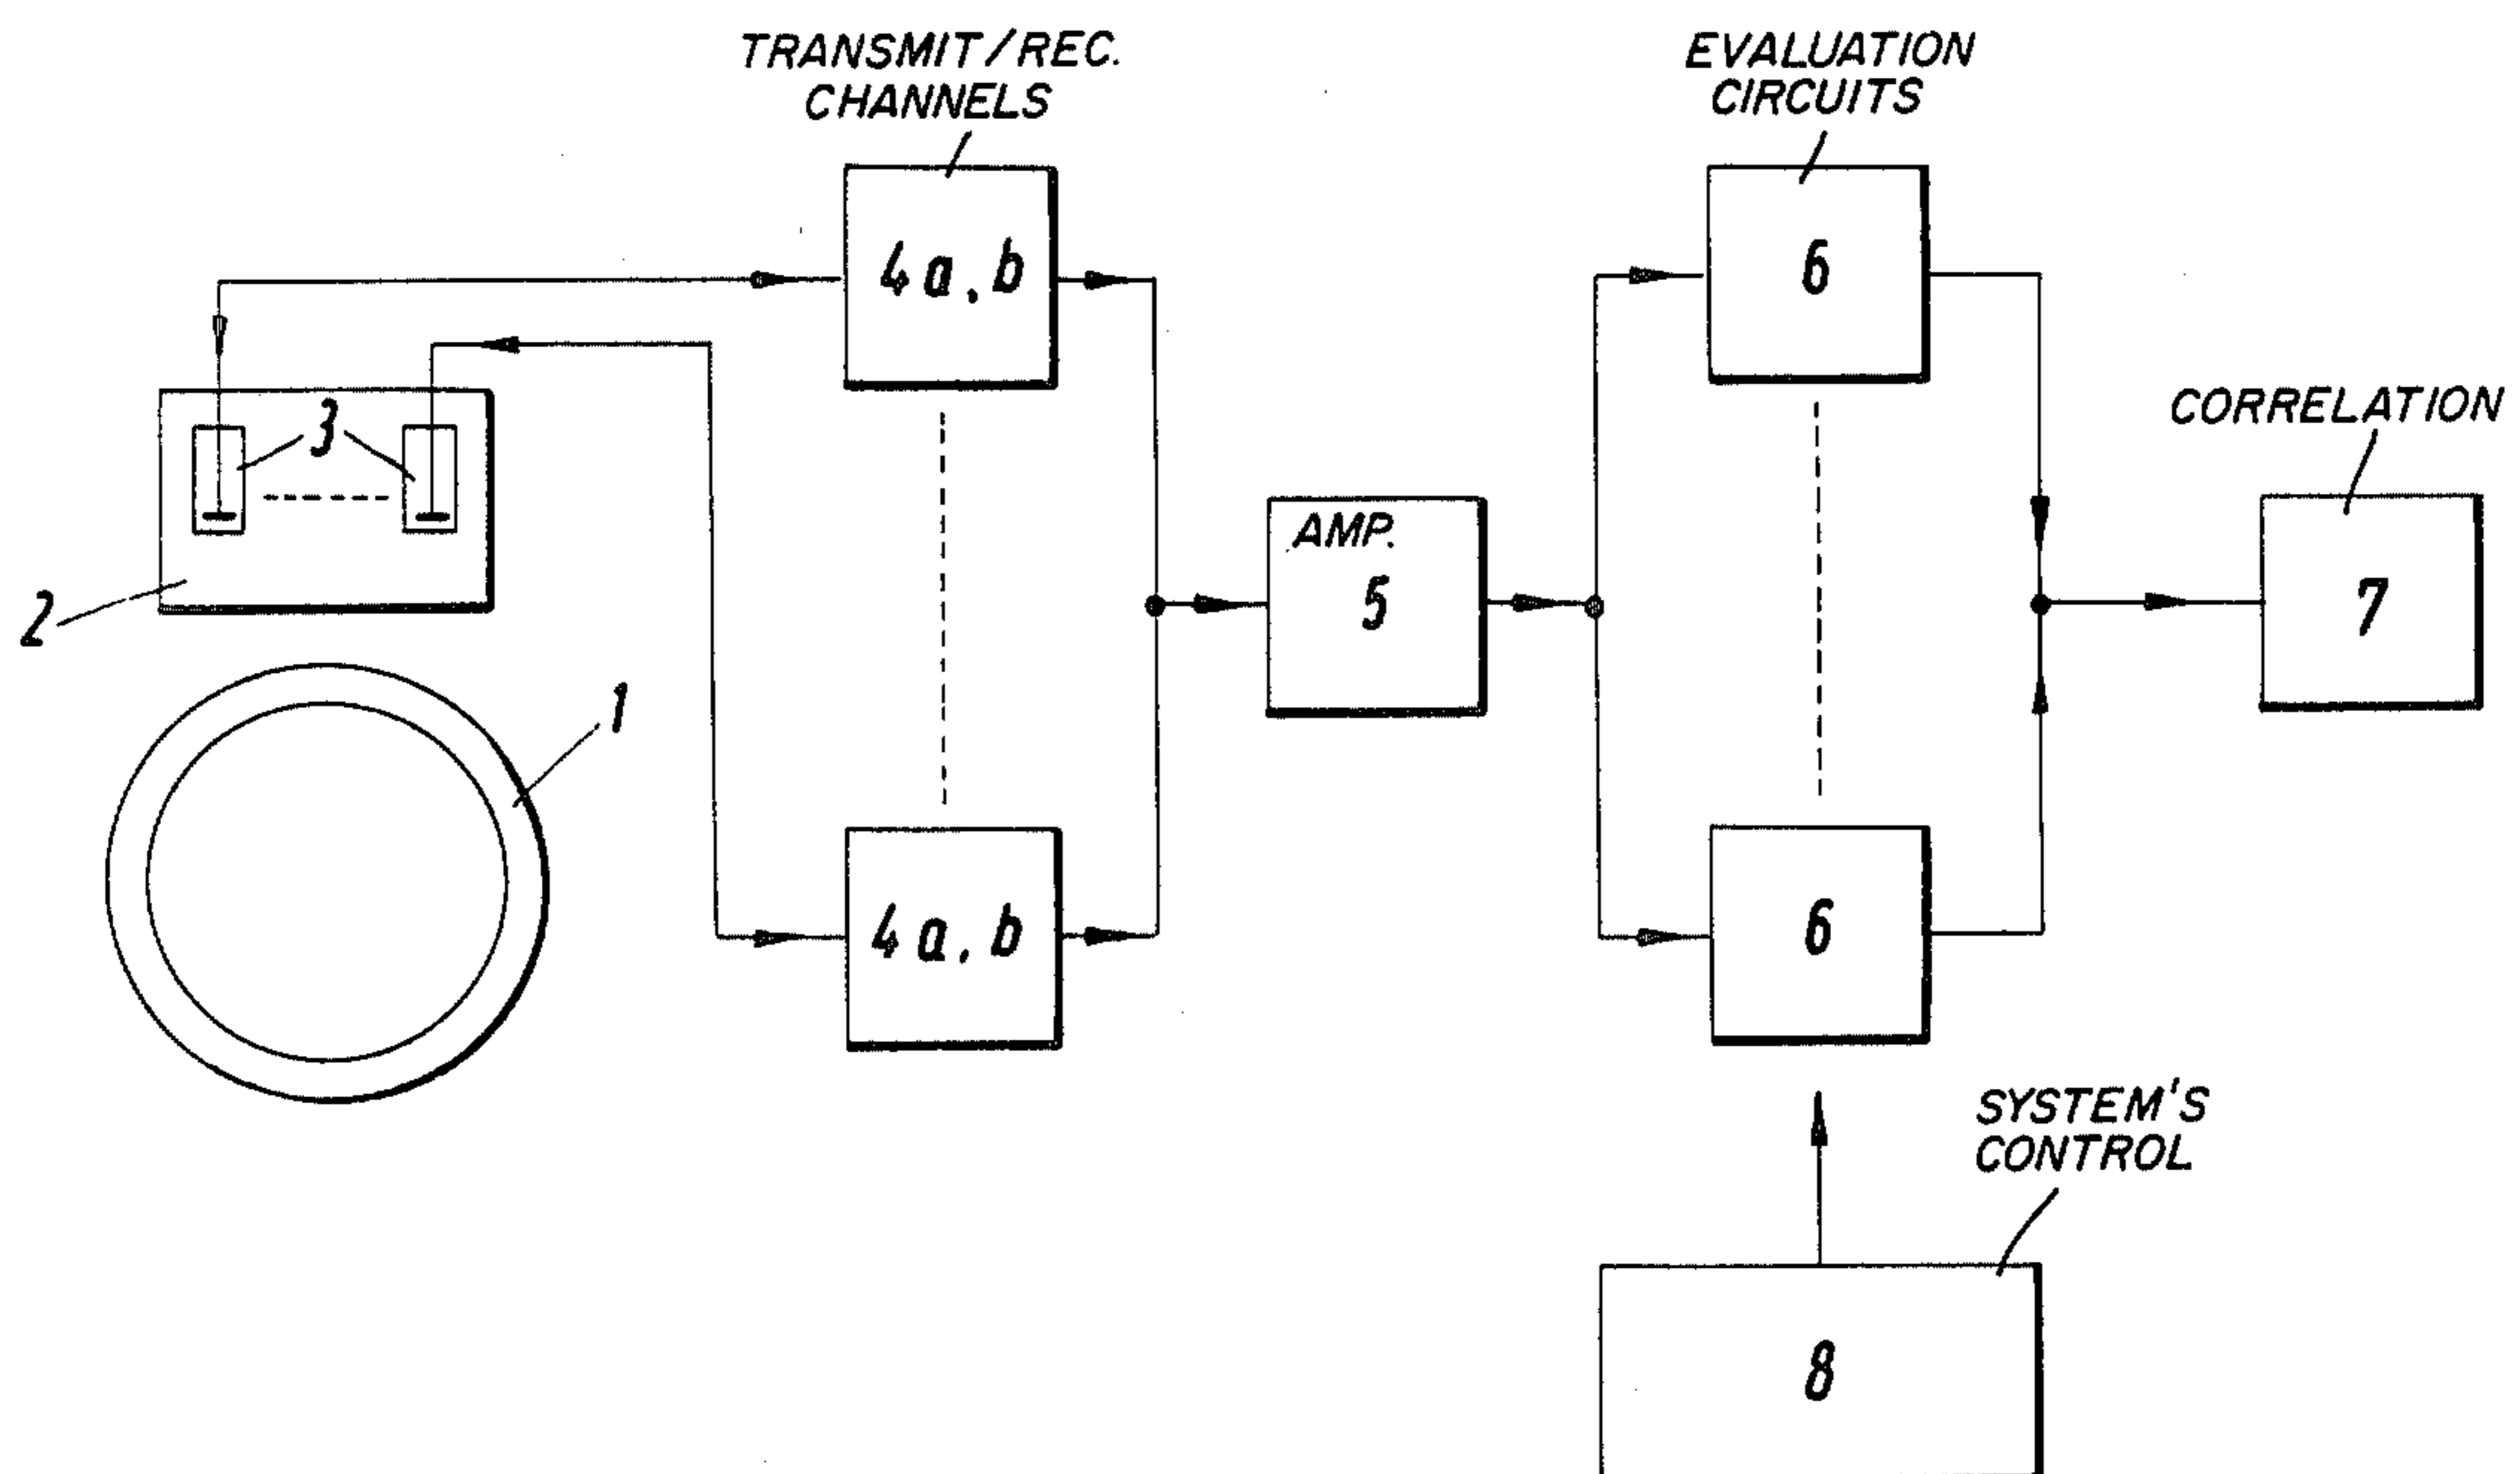 TRANSMIT/REC.
CHANNELS
EVALUATION
CIRCUITS
4a,b
6
3
CORRELATION
AMP.
5
7
2
1
4a,b
6
SYSTEM'S
CONTROL
8